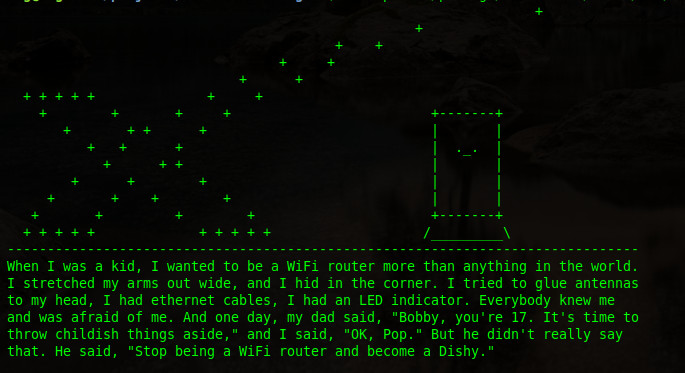 When I was a kid, I wanted to be a WiFi router more than anything in the world.
I stretched my arms out wide, and I hid in the corner. I tried to glue antennas
to my head, I had ethernet cables, I had an LED indicator. Everybody knew me
and was afraid of me. And one day, my dad said, "Bobby, you're 17. It's time to
throw childish things aside," and I said, "OK, Pop." But he didn't really say
that. He said, "Stop being a WiFi router and become a Dishy."